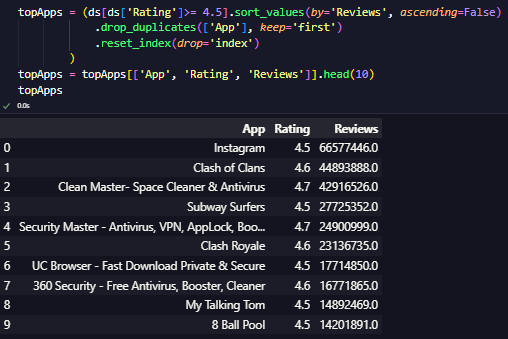 topApps = (ds[ds['Rating']>= 4.5].sort_values(by='Reviews', ascending=False)
.drop_duplicates(['App'], keep='first')
.reset_index(drop='index')
)
topApps = topApps[['App', 'Rating', 'Reviews']].head(10)
topApps
✓ 0.0s
App Rating Reviews
0 Instagram 4.5 66577446.0
1 Clash of Clans 4.6 44893888.0
2 Clean Master- Space Cleaner & Antivirus 4.7 42916526.0
3 Subway Surfers 4.5 27725352.0
4 Security Master - Antivirus, VPN, AppLock, Boo... 4.7 24900999.0
5 Clash Royale 4.6 23136735.0
6 UC Browser - Fast Download Private & Secure 4.5 17714850.0
7 360 Security - Free Antivirus, Booster, Cleaner 4.6 16771865.0
8 My Talking Tom 4.5 14892469.0
9 8 Ball Pool 4.5 14201891.0